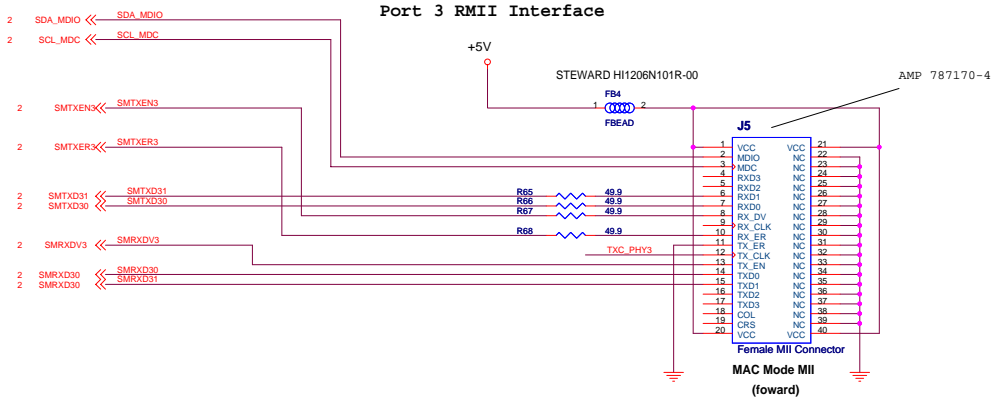 Port 3 RMII Interface
2 SDA_MDIO SDA_MDIO
2 SCL_MDC SCL_MDC
+5V
STEWARD HI1206N101R-00
AMP 787170-4
FB4
1 2
FBEAD
2 SMTXEN3 SMTXEN3
J5
2 SMTXER3 SMTXER3
1 VCC VCC 21
2 MDIO NC 22
3 MDC NC 23
4 RXD3 NC 24
5 RXD2 NC 25
2 SMTXD31 SMTXD31 R65 49.9 6 RXD1 NC 26
2 SMTXD30 SMTXD30 R66 49.9 7 RXD0 NC 27
R67 49.9 8 RX_DV NC 28
9 RX_CLK NC 29
R68 49.9 10 RX_ER NC 30
2 SMRXDV3 SMRXDV3 11 TX_ER NC 31
TXC_PHY3 12 TX_CLK NC 32
13 TX_EN NC 33
2 SMRXD30 SMRXD30 14 TXD0 NC 34
2 SMRXD30 SMRXD31 15 TXD1 NC 35
16 TXD2 NC 36
17 TXD3 NC 37
18 COL NC 38
19 CRS NC 39
20 VCC VCC 40
Female MII Connector
MAC Mode MII
(foward)